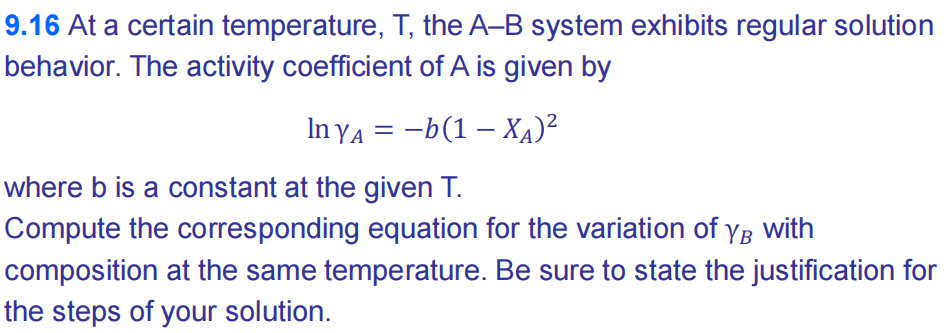 9.16 At a certain temperature, T, the A–B system exhibits regular solution
behavior. The activity coefficient of A is given by
ln γ_A = −b(1 − X_A)²
where b is a constant at the given T.
Compute the corresponding equation for the variation of γ_B with
composition at the same temperature. Be sure to state the justification for
the steps of your solution.